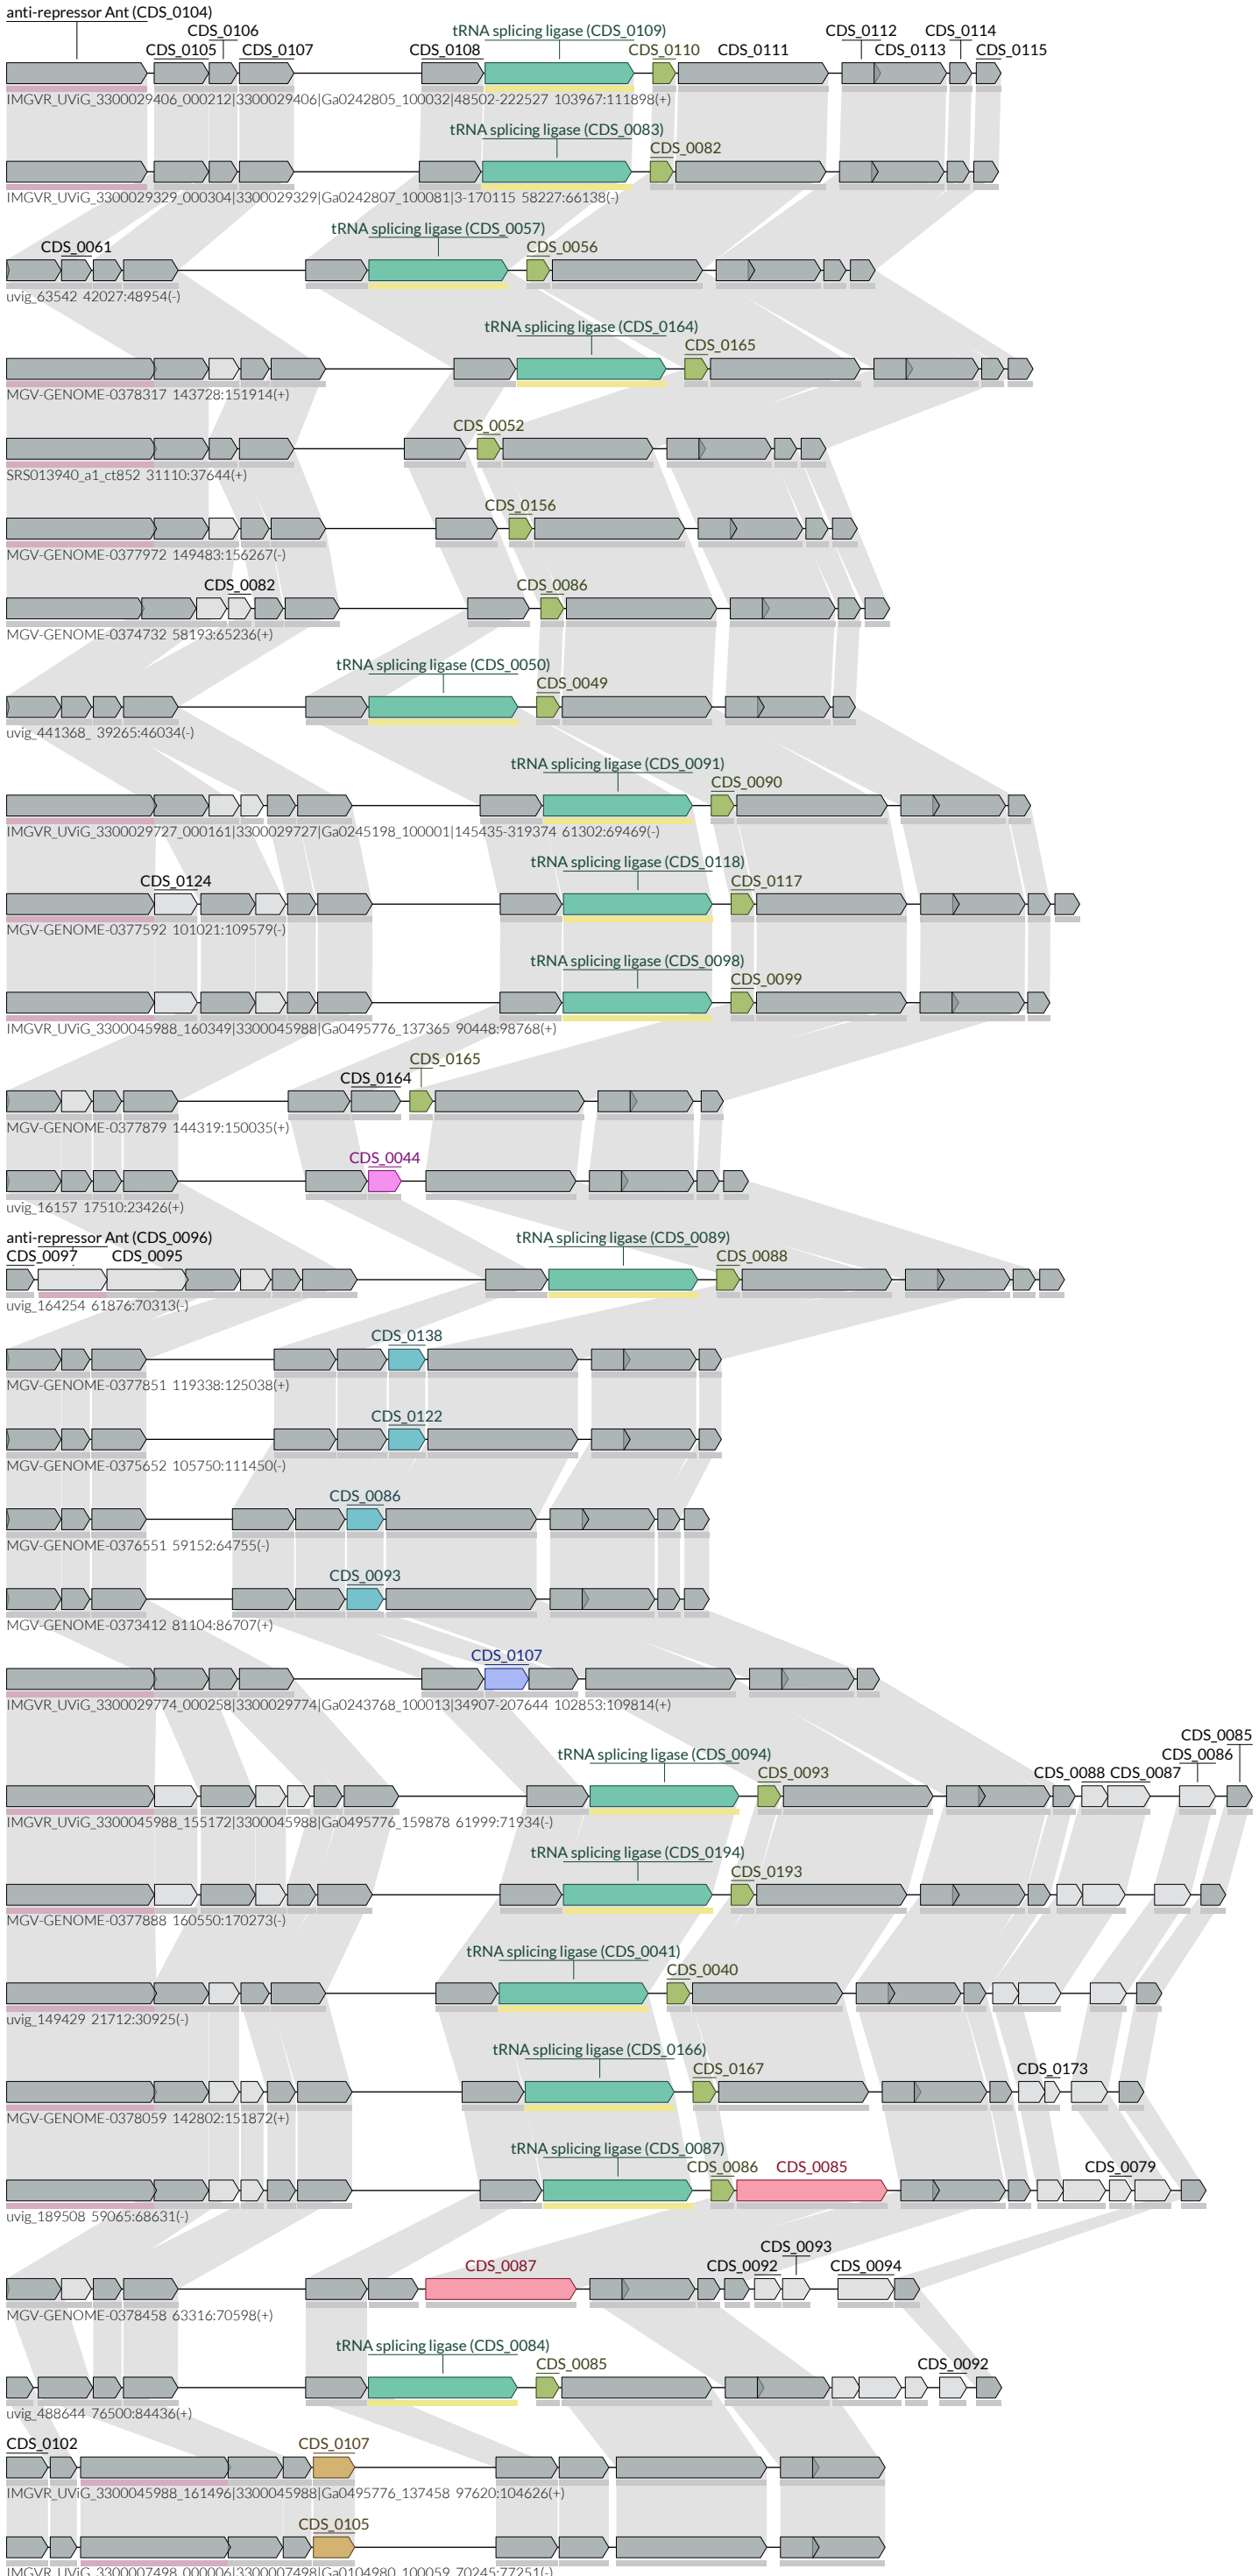 anti-repressor Ant (CDS_0104)
CDS_0106 tRNA splicing ligase (CDS_0109) CDS_0112 CDS_0114
CDS_0105 CDS_0107 CDS_0108 CDS_0110 CDS_0111 CDS_0113 CDS_0115
IMGVR_UViG_3300029406_000212|3300029406|Ga0242805_100032|48502-222527 103967:111898(+)
tRNA splicing ligase (CDS_0083)
CDS_0082
IMGVR_UViG_3300029329_000304|3300029329|Ga0242807_100081|3-170115 58227:66138(-)
tRNA splicing ligase (CDS_0057)
CDS_0061 CDS_0056
uvig_63542 42027:48954(-)
tRNA splicing ligase (CDS_0164)
CDS_0165
MGV-GENOME-0378317 143728:151914(+)
CDS_0052
SRS013940_a1_ct852 31110:37644(+)
CDS_0156
MGV-GENOME-0377972 149483:156267(-)
CDS_0082 CDS_0086
MGV-GENOME-0374732 58193:65236(+)
tRNA splicing ligase (CDS_0050)
CDS_0049
uvig_441368_ 39265:46034(-)
tRNA splicing ligase (CDS_0091)
CDS_0090
IMGVR_UViG_3300029727_000161|3300029727|Ga0245198_100001|145435-319374 61302:69469(-)
tRNA splicing ligase (CDS_0118)
CDS_0124 CDS_0117
MGV-GENOME-0377592 101021:109579(-)
tRNA splicing ligase (CDS_0098)
CDS_0099
IMGVR_UViG_3300045988_160349|3300045988|Ga0495776_137365 90448:98768(+)
CDS_0165
CDS_0164
MGV-GENOME-0377879 144319:150035(+)
CDS_0044
uvig_16157 17510:23426(+)
anti-repressor Ant (CDS_0096) tRNA splicing ligase (CDS_0089)
CDS_0097 CDS_0095 CDS_0088
uvig_164254 61876:70313(-)
CDS_0138
MGV-GENOME-0377851 119338:125038(+)
CDS_0122
MGV-GENOME-0375652 105750:111450(-)
CDS_0086
MGV-GENOME-0376551 59152:64755(-)
CDS_0093
MGV-GENOME-0373412 81104:86707(+)
CDS_0107
IMGVR_UViG_3300029774_000258|3300029774|Ga0243768_100013|34907-207644 102853:109814(+)
CDS_0085
tRNA splicing ligase (CDS_0094) CDS_0086
CDS_0093 CDS_0088 CDS_0087
IMGVR_UViG_3300045988_155172|3300045988|Ga0495776_159878 61999:71934(-)
tRNA splicing ligase (CDS_0194)
CDS_0193
MGV-GENOME-0377888 160550:170273(-)
tRNA splicing ligase (CDS_0041)
CDS_0040
uvig_149429 21712:30925(-)
tRNA splicing ligase (CDS_0166)
CDS_0167 CDS_0173
MGV-GENOME-0378059 142802:151872(+)
tRNA splicing ligase (CDS_0087)
CDS_0086 CDS_0085 CDS_0079
uvig_189508 59065:68631(-)
CDS_0093
CDS_0087 CDS_0092 CDS_0094
MGV-GENOME-0378458 63316:70598(+)
tRNA splicing ligase (CDS_0084)
CDS_0085 CDS_0092
uvig_488644 76500:84436(+)
CDS_0102 CDS_0107
IMGVR_UViG_3300045988_161496|3300045988|Ga0495776_137458 97620:104626(+)
CDS_0105
IMGVR_UViG_3300007498_000006|3300007498|Ga0104980_100059 70245:77251(-)